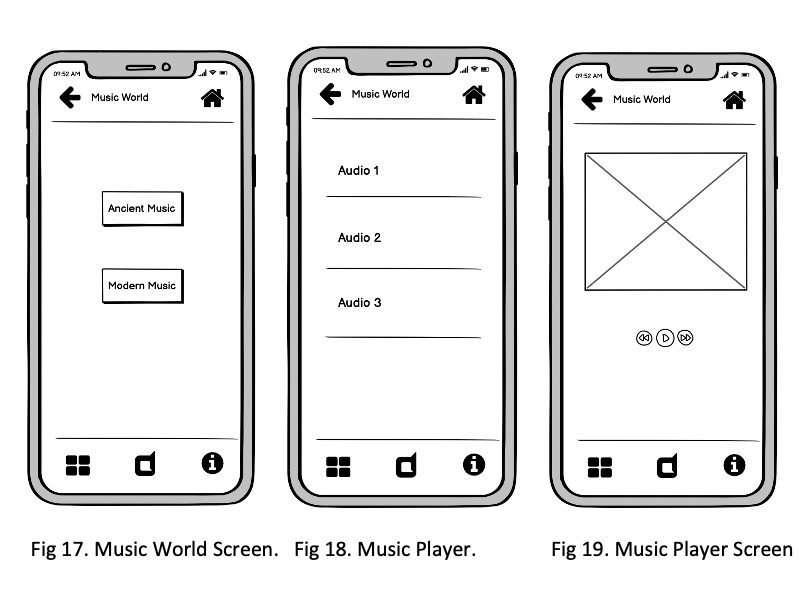 09:52 AM
Music World
Ancient Music
Modern Music
09:52 AM
Music World
Audio 1
Audio 2
Audio 3
09:52 AM
Music World
Fig 17. Music World Screen.
Fig 18. Music Player.
Fig 19. Music Player Screen